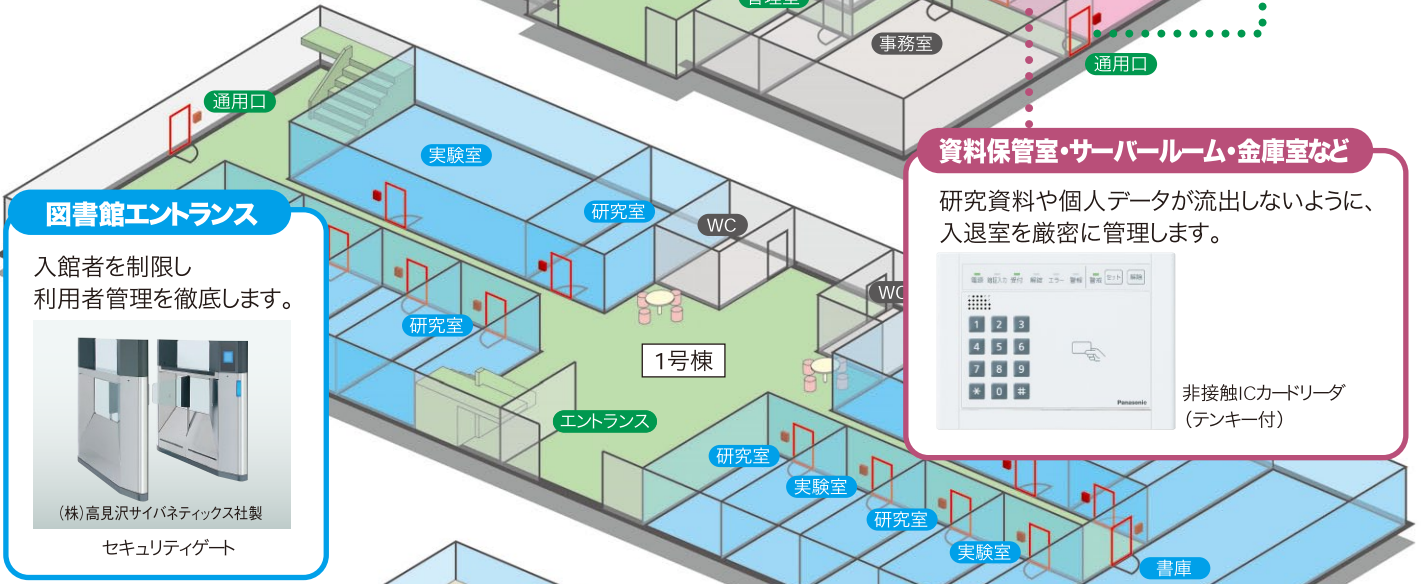 管理室
事務室
通用口
通用口
実験室
研究室
WC
WC
研究室
1号棟
エントランス
研究室
実験室
研究室
実験室
書庫
図書館エントランス
入館者を制限し
利用者管理を徹底します。
(株)高見沢サイバネティックス社製
セキュリティゲート
資料保管室・サーバールーム・金庫室など
研究資料や個人データが流出しないように、
入退室を厳密に管理します。
セット 解除
1 2 3
4 5 6
7 8 9
* 0 #
Panasonic
非接触ICカードリーダ
(テンキー付)